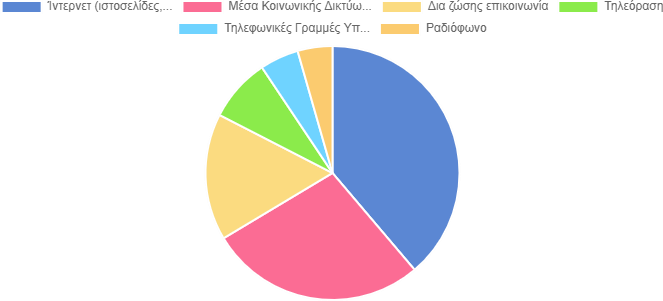 Ίντερνετ (ιστοσελίδες,... Μέσα Κοινωνικής Δικτύω... Δια ζώσης επικοινωνία Τηλεόραση
Τηλεφωνικές Γραμμές Υπ... Ραδιόφωνο